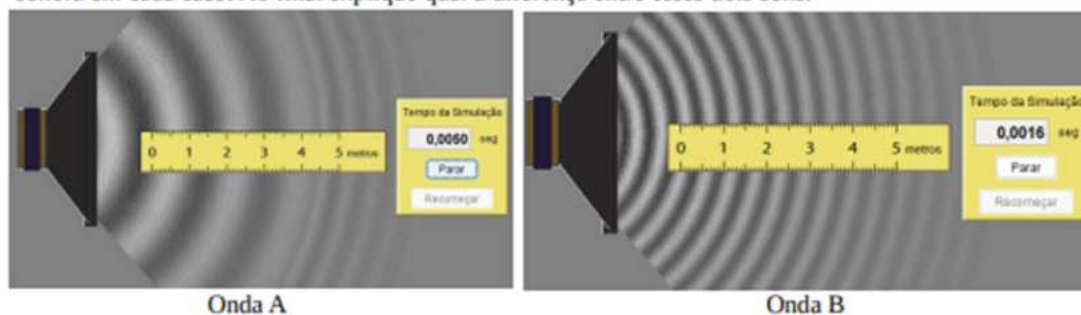 sonora em cada caso. No final explique qual a diferença entre esses dois sons.
Tempo da Simulação
0,0050 seg
Parar
Recomeçar
0 1 2 3 4 5 metros
Tempo da Simulação
0,0016 seg
Parar
Recomeçar
0 1 2 3 4 5 metros
Onda A
Onda B